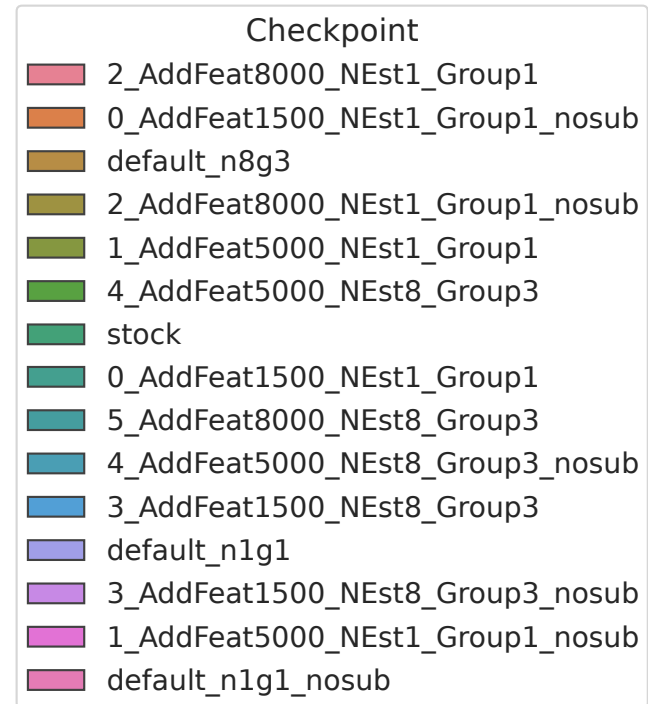 Checkpoint
2_AddFeat8000_NEst1_Group1
0_AddFeat1500_NEst1_Group1_nosub
default_n8g3
2_AddFeat8000_NEst1_Group1_nosub
1_AddFeat5000_NEst1_Group1
4_AddFeat5000_NEst8_Group3
stock
0_AddFeat1500_NEst1_Group1
5_AddFeat8000_NEst8_Group3
4_AddFeat5000_NEst8_Group3_nosub
3_AddFeat1500_NEst8_Group3
default_n1g1
3_AddFeat1500_NEst8_Group3_nosub
1_AddFeat5000_NEst1_Group1_nosub
default_n1g1_nosub